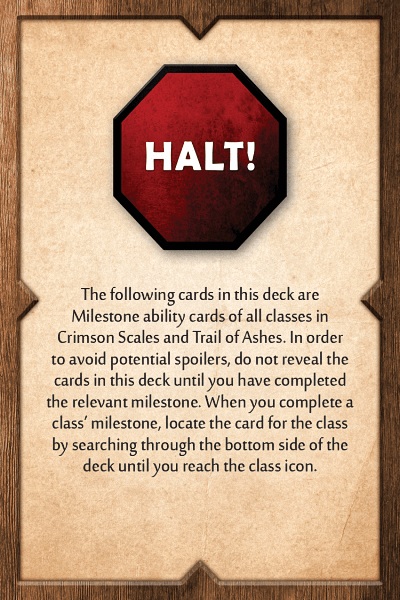 HALT!
The following cards in this deck are
Milestone ability cards of all classes in
Crimson Scales and Trail of Ashes. In order
to avoid potential spoilers, do not reveal the
cards in this deck until you have completed
the relevant milestone. When you complete a
class’ milestone, locate the card for the class
by searching through the bottom side of the
deck until you reach the class icon.